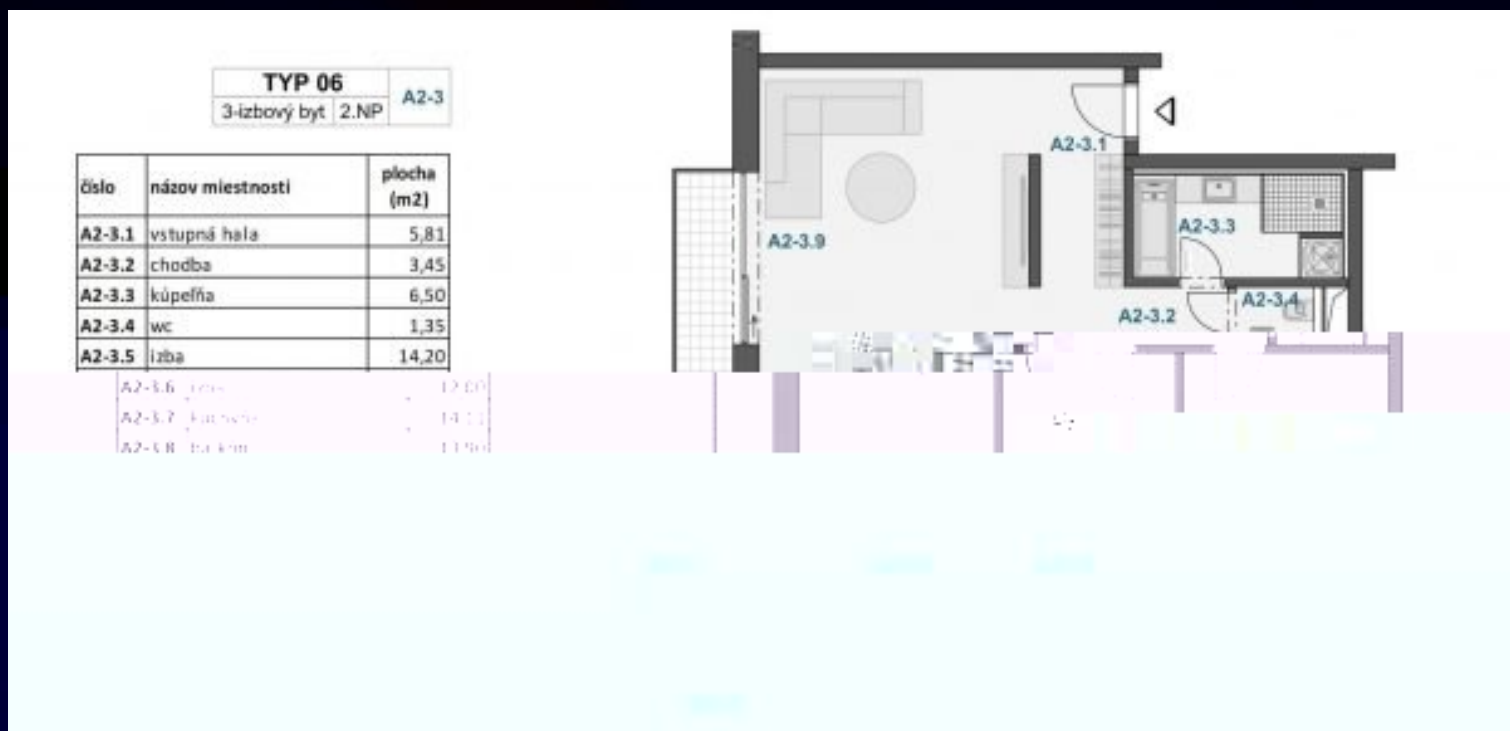 TYP 06
A2-3
3-izbový byt 2.NP
číslo názov miestnosti plocha (m2)
A2-3.1 vstupná hala 5,81
A2-3.2 chodba 3,45
A2-3.3 kúpeľňa 6,50
A2-3.4 wc 1,35
A2-3.5 izba 14,20
A2-3.6
A2-3.7
A2-3.8
A2-3.1
A2-3.3
A2-3.9
A2-3.4
A2-3.2